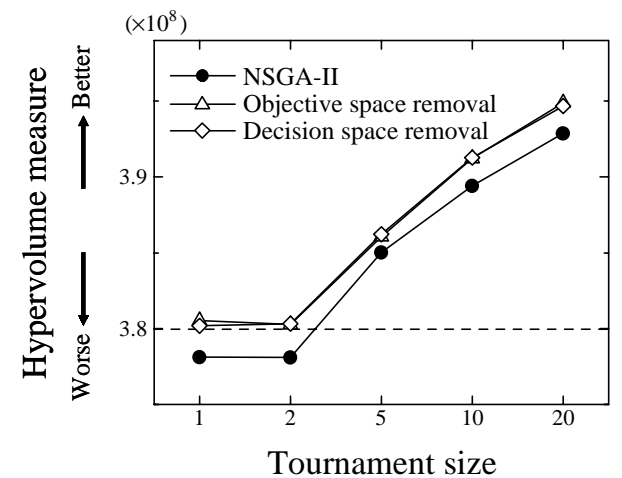 (×10⁸)
Hypervolume measure
Worse
Better
NSGA-II
Objective space removal
Decision space removal
3.9
3.8
1 2 5 10 20
Tournament size